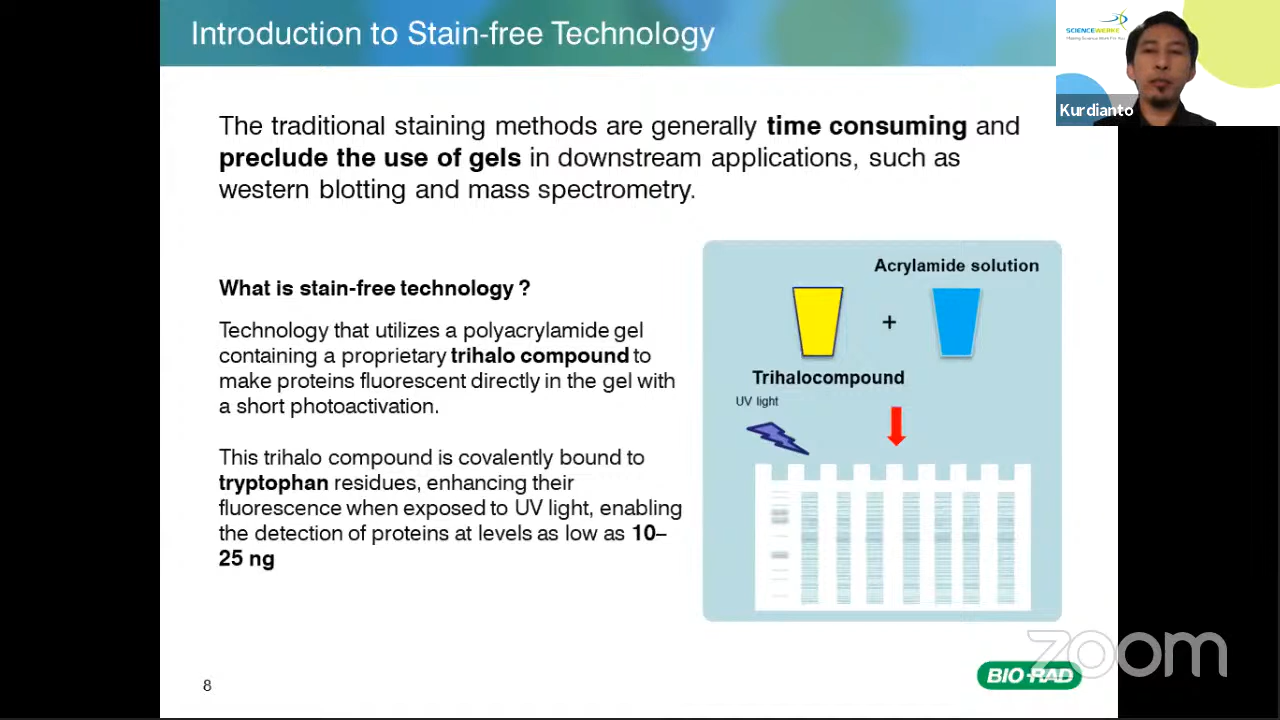 Introduction to Stain-free Technology
SCIENCEWERKE
Making Science Work For You
Kurdianto
The traditional staining methods are generally time consuming and
preclude the use of gels in downstream applications, such as
western blotting and mass spectrometry.
What is stain-free technology ?
Technology that utilizes a polyacrylamide gel
containing a proprietary trihalo compound to
make proteins fluorescent directly in the gel with
a short photoactivation.
This trihalo compound is covalently bound to
tryptophan residues, enhancing their
fluorescence when exposed to UV light, enabling
the detection of proteins at levels as low as 10–
25 ng
Acrylamide solution
+
Trihalocompound
UV light
8
BIO-RAD
zoom